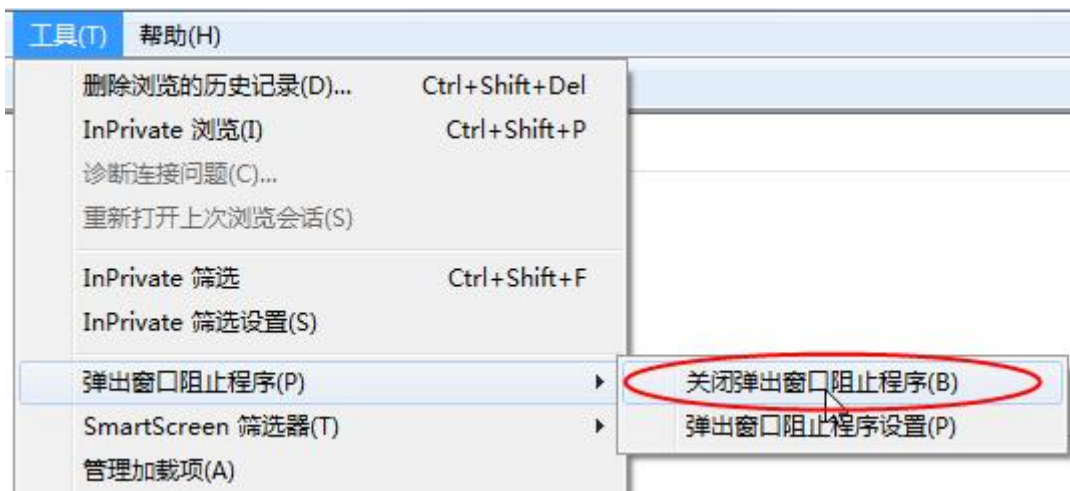 工具(T) 帮助(H)
删除浏览的历史记录(D)... Ctrl+Shift+Del
InPrivate 浏览(I) Ctrl+Shift+P
诊断连接问题(C)...
重新打开上次浏览会话(S)
InPrivate 筛选 Ctrl+Shift+F
InPrivate 筛选设置(S)
弹出窗口阻止程序(P) 关闭弹出窗口阻止程序(B)
SmartScreen 筛选器(T) 弹出窗口阻止程序设置(P)
管理加载项(A)